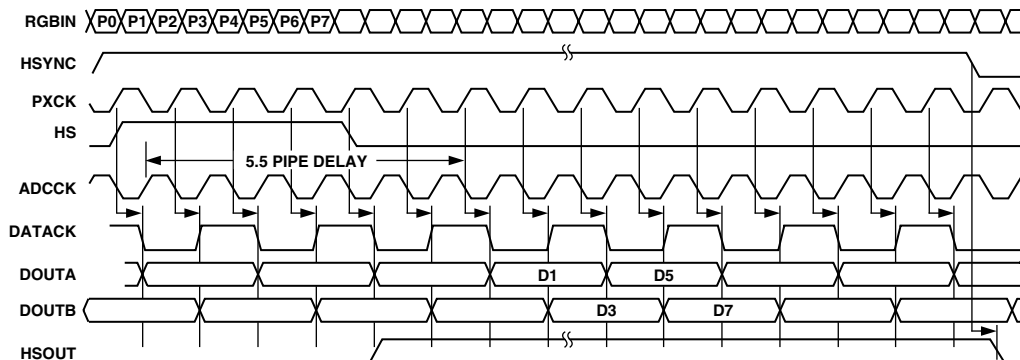 RGBIN P0 P1 P2 P3 P4 P5 P6 P7
HSYNC
PXCK
HS
5.5 PIPE DELAY
ADCCK
DATACK
DOUTA D1 D5
DOUTB D3 D7
HSOUT